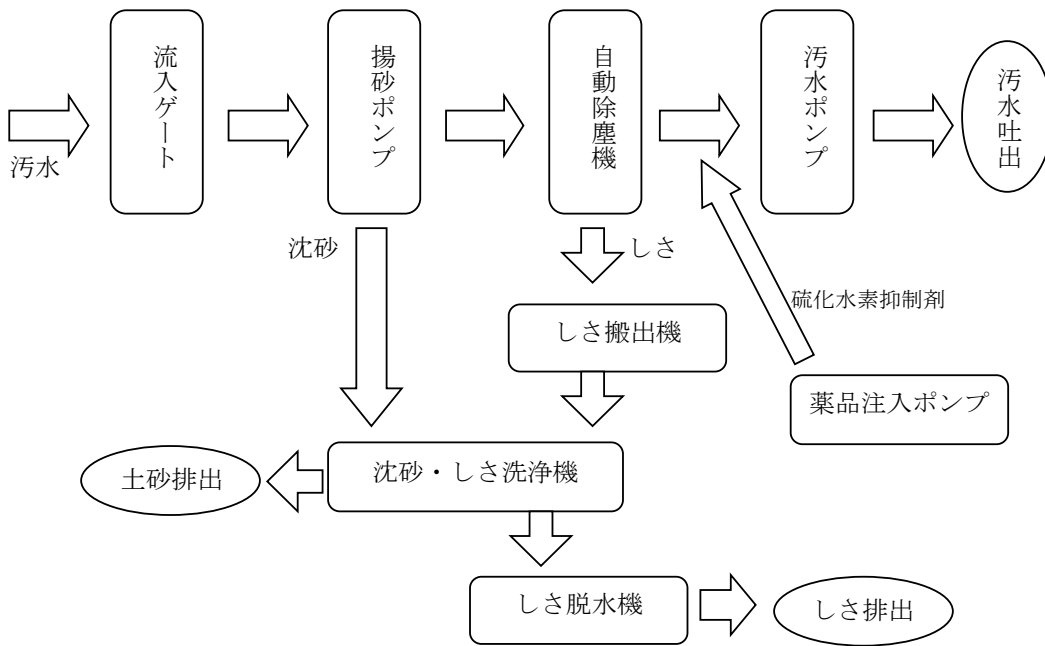 流入ゲート
揚砂ポンプ
自動除塵機
汚水ポンプ
汚水吐出
汚水
沈砂
しさ
硫化水素抑制剤
しさ搬出機
薬品注入ポンプ
土砂排出
沈砂・しさ洗浄機
しさ脱水機
しさ排出